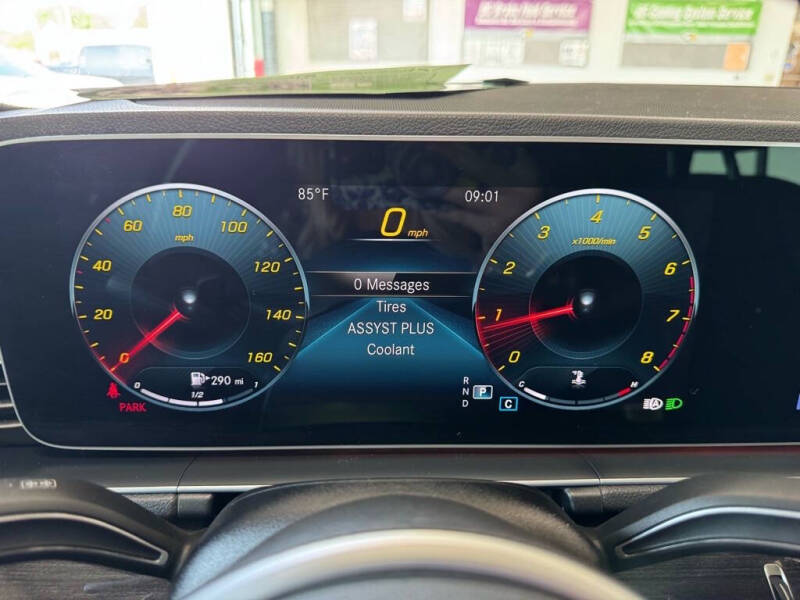 85°F
09:01
0 mph
0 Messages
Tires
ASSYST PLUS
Coolant
0 20 40 60 80 100 120 140 160
mph
290 mi
0 1/2 1
PARK
0 1 2 3 4 5 6 7 8
x1000/min
C H
R
N P
D
C
A